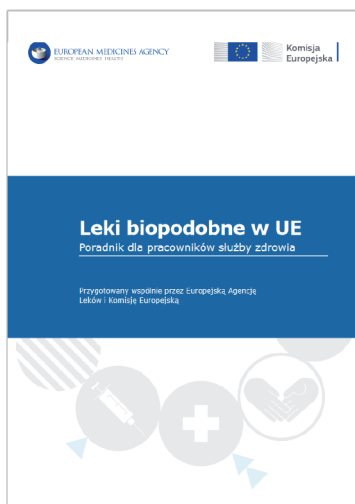 EUROPEAN MEDICINES AGENCY
SCIENCE MEDICINES HEALTH
Komisja
Europejska
Leki biopodobne w UE
Poradnik dla pracowników służby zdrowia
Przygotowany wspólnie przez Europejską Agencję
Leków i Komisję Europejską